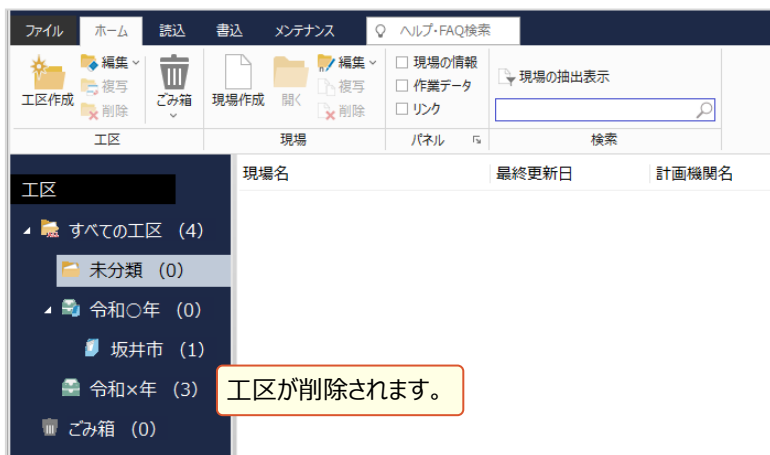 ファイル ホーム 読込 書込 メンテナンス ヘルプ・FAQ検索
工区作成 編集 複写 削除 ごみ箱
工区
現場作成 開く 編集 複写 削除
現場
現場の情報
作業データ
リンク
パネル
現場の抽出表示
検索
工区
すべての工区 (4)
未分類 (0)
令和○年 (0)
坂井市 (1)
令和×年 (3)
ごみ箱 (0)
現場名 最終更新日 計画機関名
工区が削除されます。